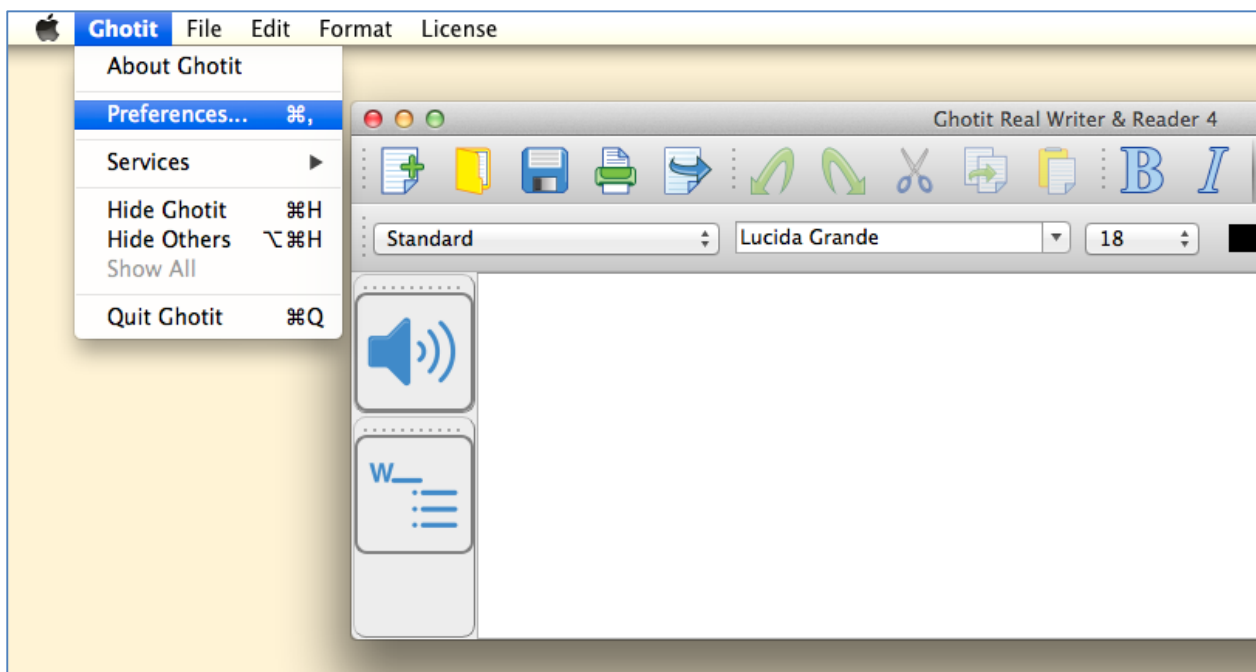 Ghotit File Edit Format License
About Ghotit
Preferences... ⌘,
Services ▶
Hide Ghotit ⌘H
Hide Others ⌥⌘H
Show All
Quit Ghotit ⌘Q
Ghotit Real Writer & Reader 4
B I
Standard Lucida Grande 18
W